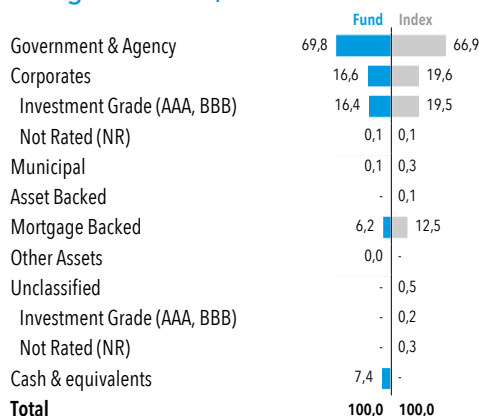 Fund Index
Government & Agency 69,8 66,9
Corporates 16,6 19,6
Investment Grade (AAA, BBB) 16,4 19,5
Not Rated (NR) 0,1 0,1
Municipal 0,1 0,3
Asset Backed - 0,1
Mortgage Backed 6,2 12,5
Other Assets 0,0 -
Unclassified - 0,5
Investment Grade (AAA, BBB) - 0,2
Not Rated (NR) - 0,3
Cash & equivalents 7,4 -
Total 100,0 100,0